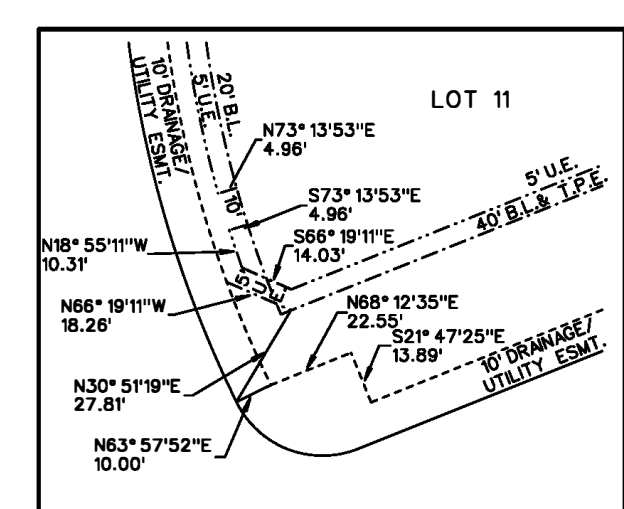 10' DRAINAGE/
UTILITY ESMT.
5' U.E.
20' B.L.
LOT 11
N73° 13'53"E
4.96'
10'
S73° 13'53"E
4.96'
5' U.E.
40' B.L. & T.P.E.
S66° 19'11"E
14.03'
N18° 55'11"W
10.31'
5'
U.E.
N66° 19'11"W
18.26'
N68° 12'35"E
22.55'
S21° 47'25"E
13.89'
10' DRAINAGE/
UTILITY ESMT.
N30° 51'19"E
27.81'
N63° 57'52"E
10.00'